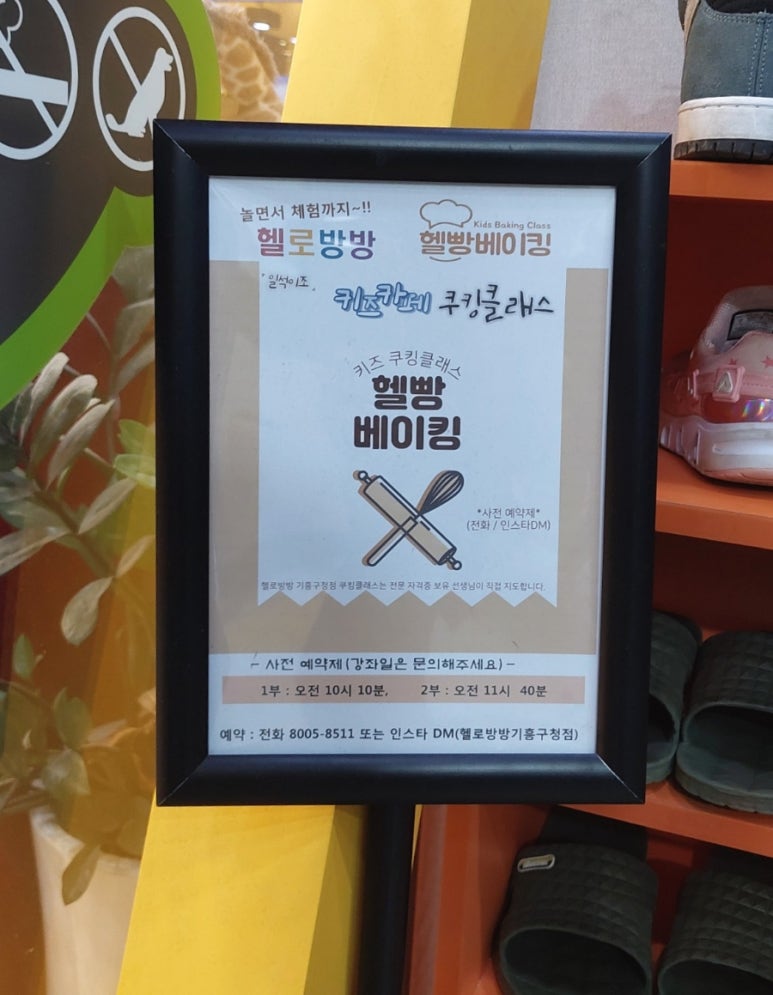 놀면서 체험까지~!!
헬로방방
Kids Baking Class
헬빵베이킹
"일석이조"
키즈카페 쿠킹클래스
키즈 쿠킹클래스
헬빵
베이킹
*사전 예약제*
(전화 / 인스타DM)
헬로방방 기흥구청점 쿠킹클래스는 전문 자격증 보유 선생님이 직접 지도합니다.
- 사전 예약제(강좌일은 문의해주세요) -
1부 : 오전 10시 10분, 2부 : 오전 11시 40분
예약 : 전화 8005-8511 또는 인스타 DM(헬로방방기흥구청점)